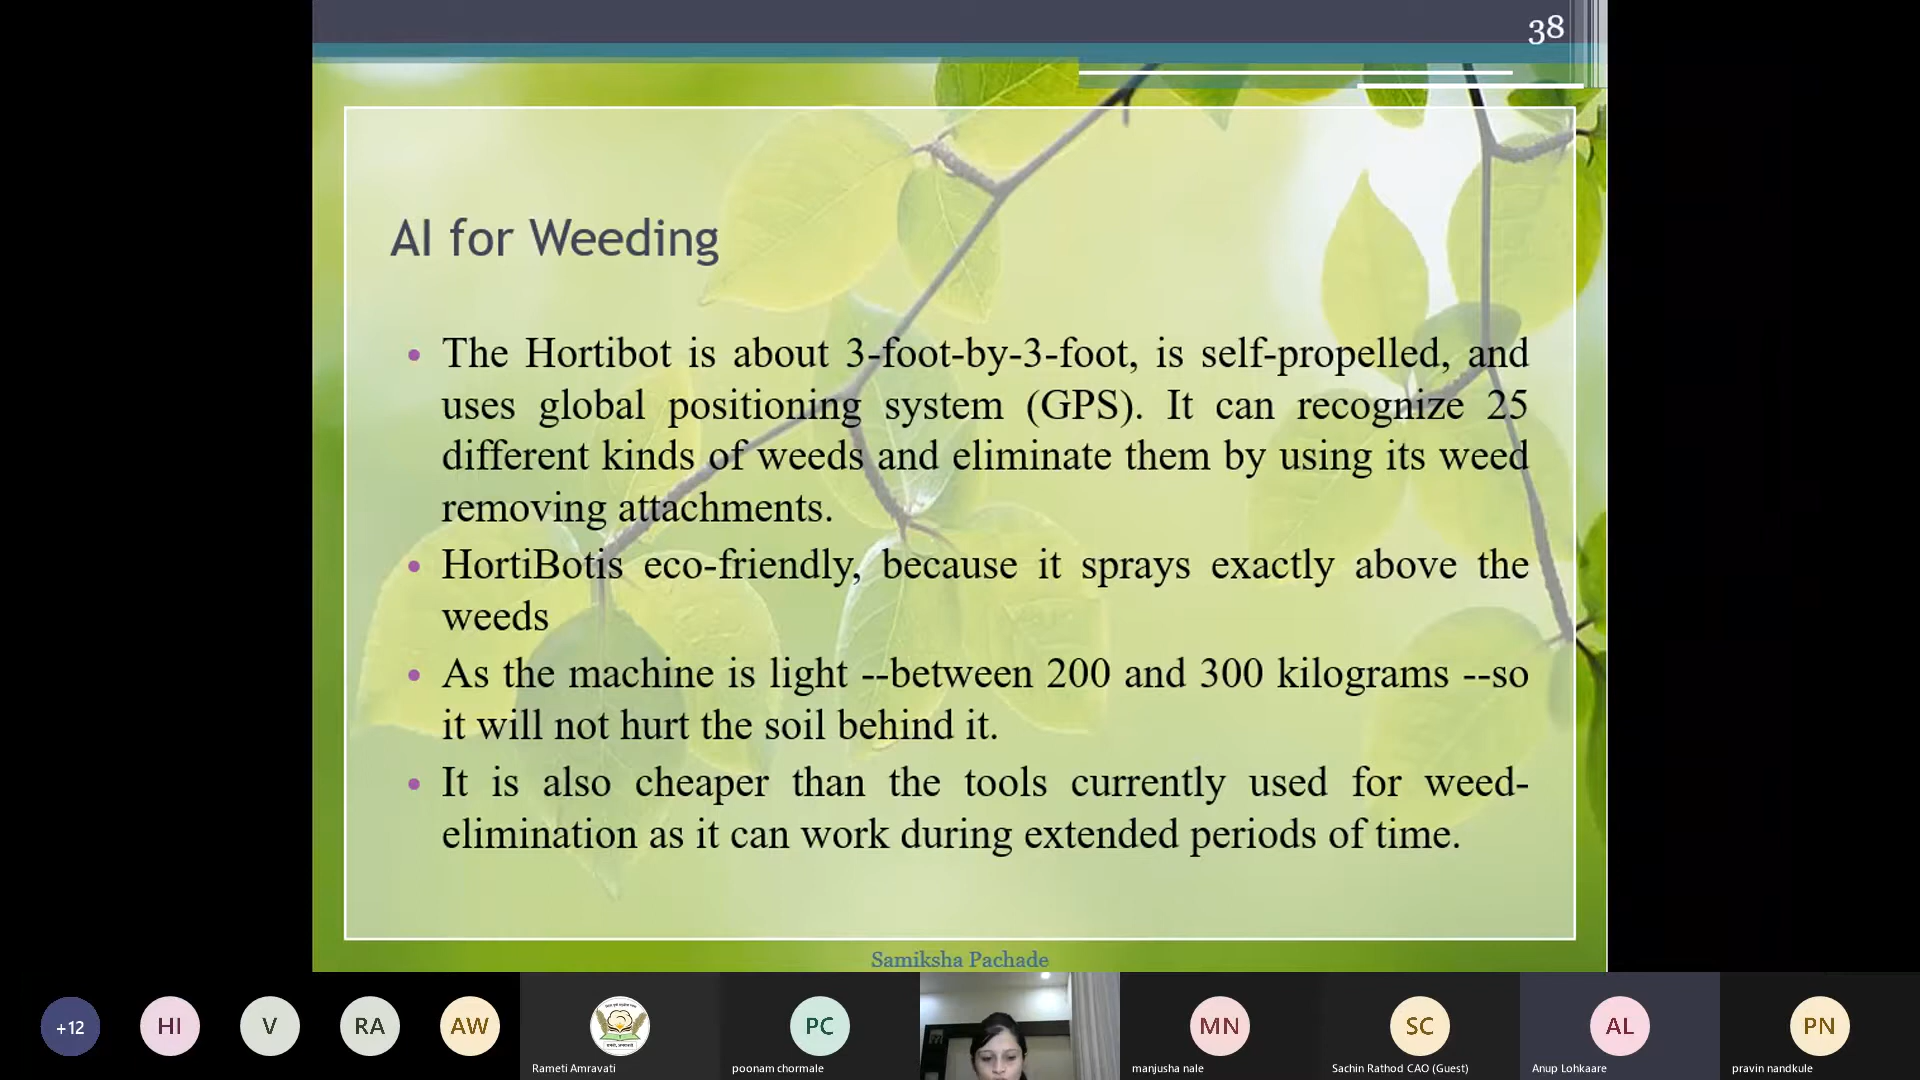 38
AI for Weeding
• The Hortibot is about 3-foot-by-3-foot, is self-propelled, and
uses global positioning system (GPS). It can recognize 25
different kinds of weeds and eliminate them by using its weed
removing attachments.
• HortiBotis eco-friendly, because it sprays exactly above the
weeds
• As the machine is light --between 200 and 300 kilograms --so
it will not hurt the soil behind it.
• It is also cheaper than the tools currently used for weed-
elimination as it can work during extended periods of time.
Samiksha Pachade
+12
HI
V
RA
AW
Rameti Amravati
PC
poonam chormale
MN
manjusha nale
SC
Sachin Rathod CAO (Guest)
AL
Anup Lohkaare
PN
pravin nandkule